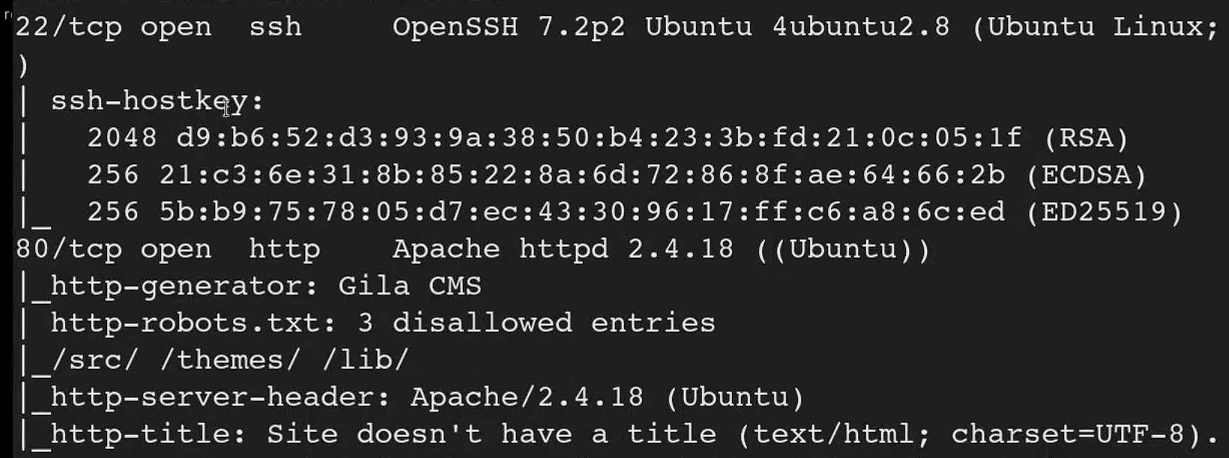 22/tcp open  ssh     OpenSSH 7.2p2 Ubuntu 4ubuntu2.8 (Ubuntu Linux;
)
| ssh-hostkey:
|   2048 d9:b6:52:d3:93:9a:38:50:b4:23:3b:fd:21:0c:05:1f (RSA)
|   256 21:c3:6e:31:8b:85:22:8a:6d:72:86:8f:ae:64:66:2b (ECDSA)
|_  256 5b:b9:75:78:05:d7:ec:43:30:96:17:ff:c6:a8:6c:ed (ED25519)
80/tcp open  http    Apache httpd 2.4.18 ((Ubuntu))
|_http-generator: Gila CMS
| http-robots.txt: 3 disallowed entries
|_/src/ /themes/ /lib/
|_http-server-header: Apache/2.4.18 (Ubuntu)
|_http-title: Site doesn't have a title (text/html; charset=UTF-8).